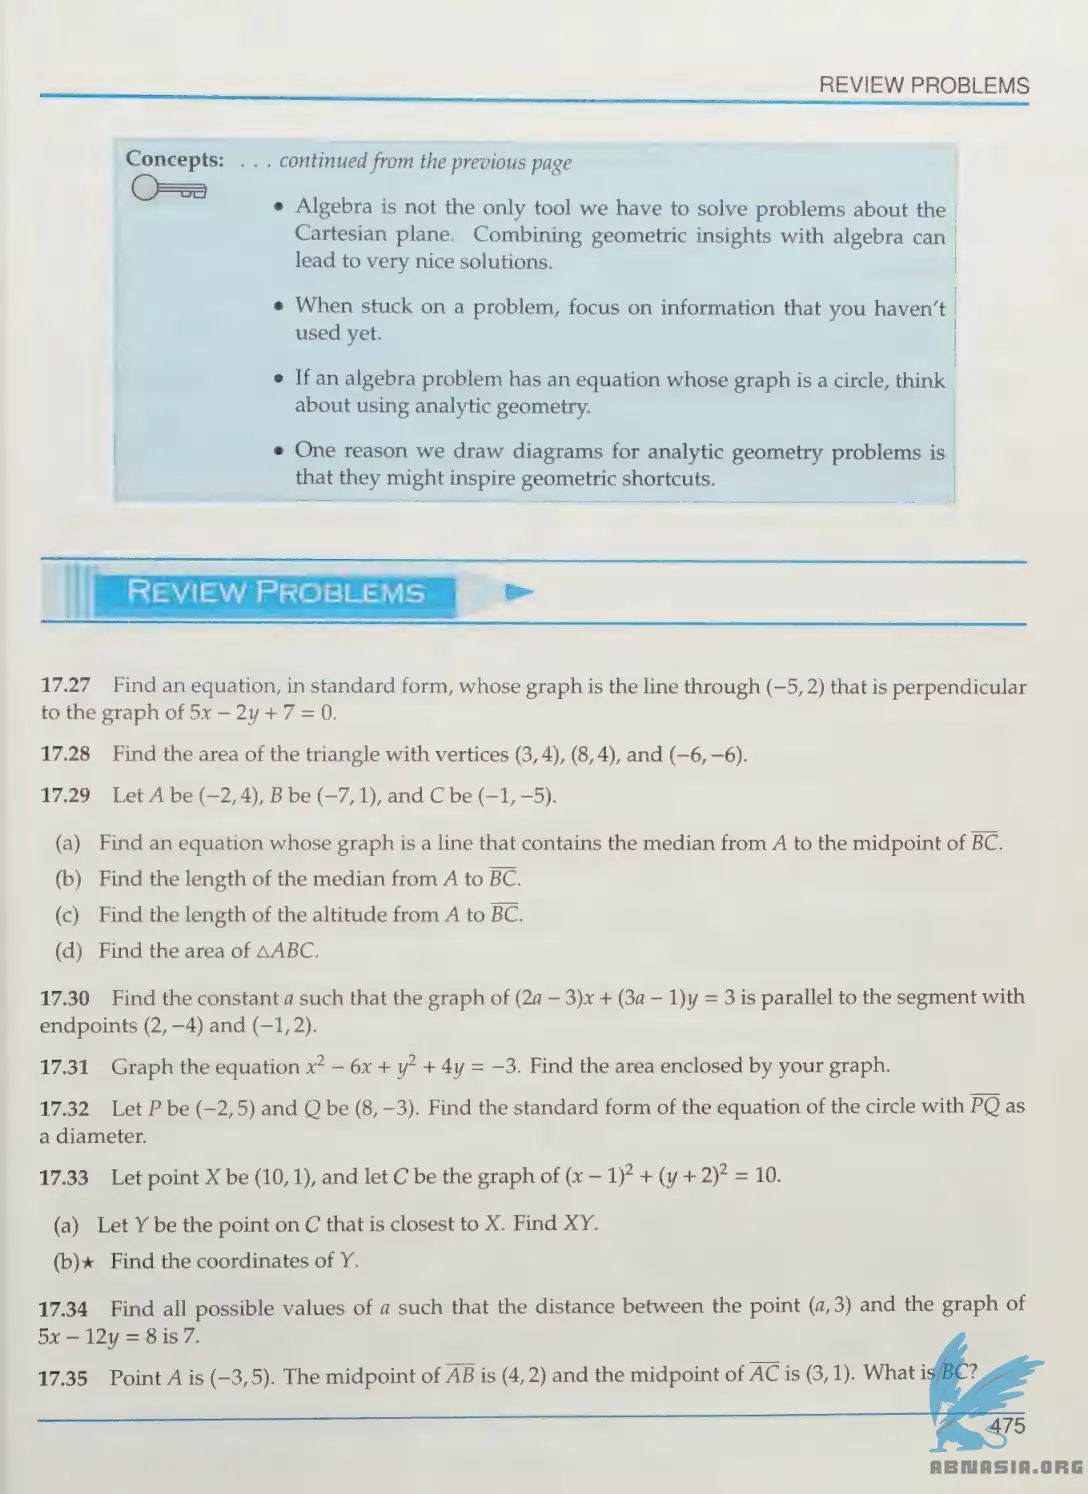 REVIEW PROBLEMS
Concepts: . . . continued from the previous page
• Algebra is not the only tool we have to solve problems about the
Cartesian plane. Combining geometric insights with algebra can
lead to very nice solutions.
• When stuck on a problem, focus on information that you haven't
used yet.
• If an algebra problem has an equation whose graph is a circle, think
about using analytic geometry.
• One reason we draw diagrams for analytic geometry problems is
that they might inspire geometric shortcuts.
REVIEW PROBLEMS
17.27 Find an equation, in standard form, whose graph is the line through (−5, 2) that is perpendicular
to the graph of 5x − 2y + 7 = 0.
17.28 Find the area of the triangle with vertices (3, 4), (8, 4), and (−6, −6).
17.29 Let A be (−2, 4), B be (−7, 1), and C be (−1, −5).
(a) Find an equation whose graph is a line that contains the median from A to the midpoint of B̅C̅.
(b) Find the length of the median from A to B̅C̅.
(c) Find the length of the altitude from A to B̅C̅.
(d) Find the area of △ABC.
17.30 Find the constant a such that the graph of (2a − 3)x + (3a − 1)y = 3 is parallel to the segment with
endpoints (2, −4) and (−1, 2).
17.31 Graph the equation x² − 6x + y² + 4y = −3. Find the area enclosed by your graph.
17.32 Let P be (−2, 5) and Q be (8, −3). Find the standard form of the equation of the circle with P̅Q̅ as
a diameter.
17.33 Let point X be (10, 1), and let C be the graph of (x − 1)² + (y + 2)² = 10.
(a) Let Y be the point on C that is closest to X. Find XY.
(b)★ Find the coordinates of Y.
17.34 Find all possible values of a such that the distance between the point (a, 3) and the graph of
5x − 12y = 8 is 7.
17.35 Point A is (−3, 5). The midpoint of A̅B̅ is (4, 2) and the midpoint of A̅C̅ is (3, 1). What is BC?
475
ABNASIA.ORG